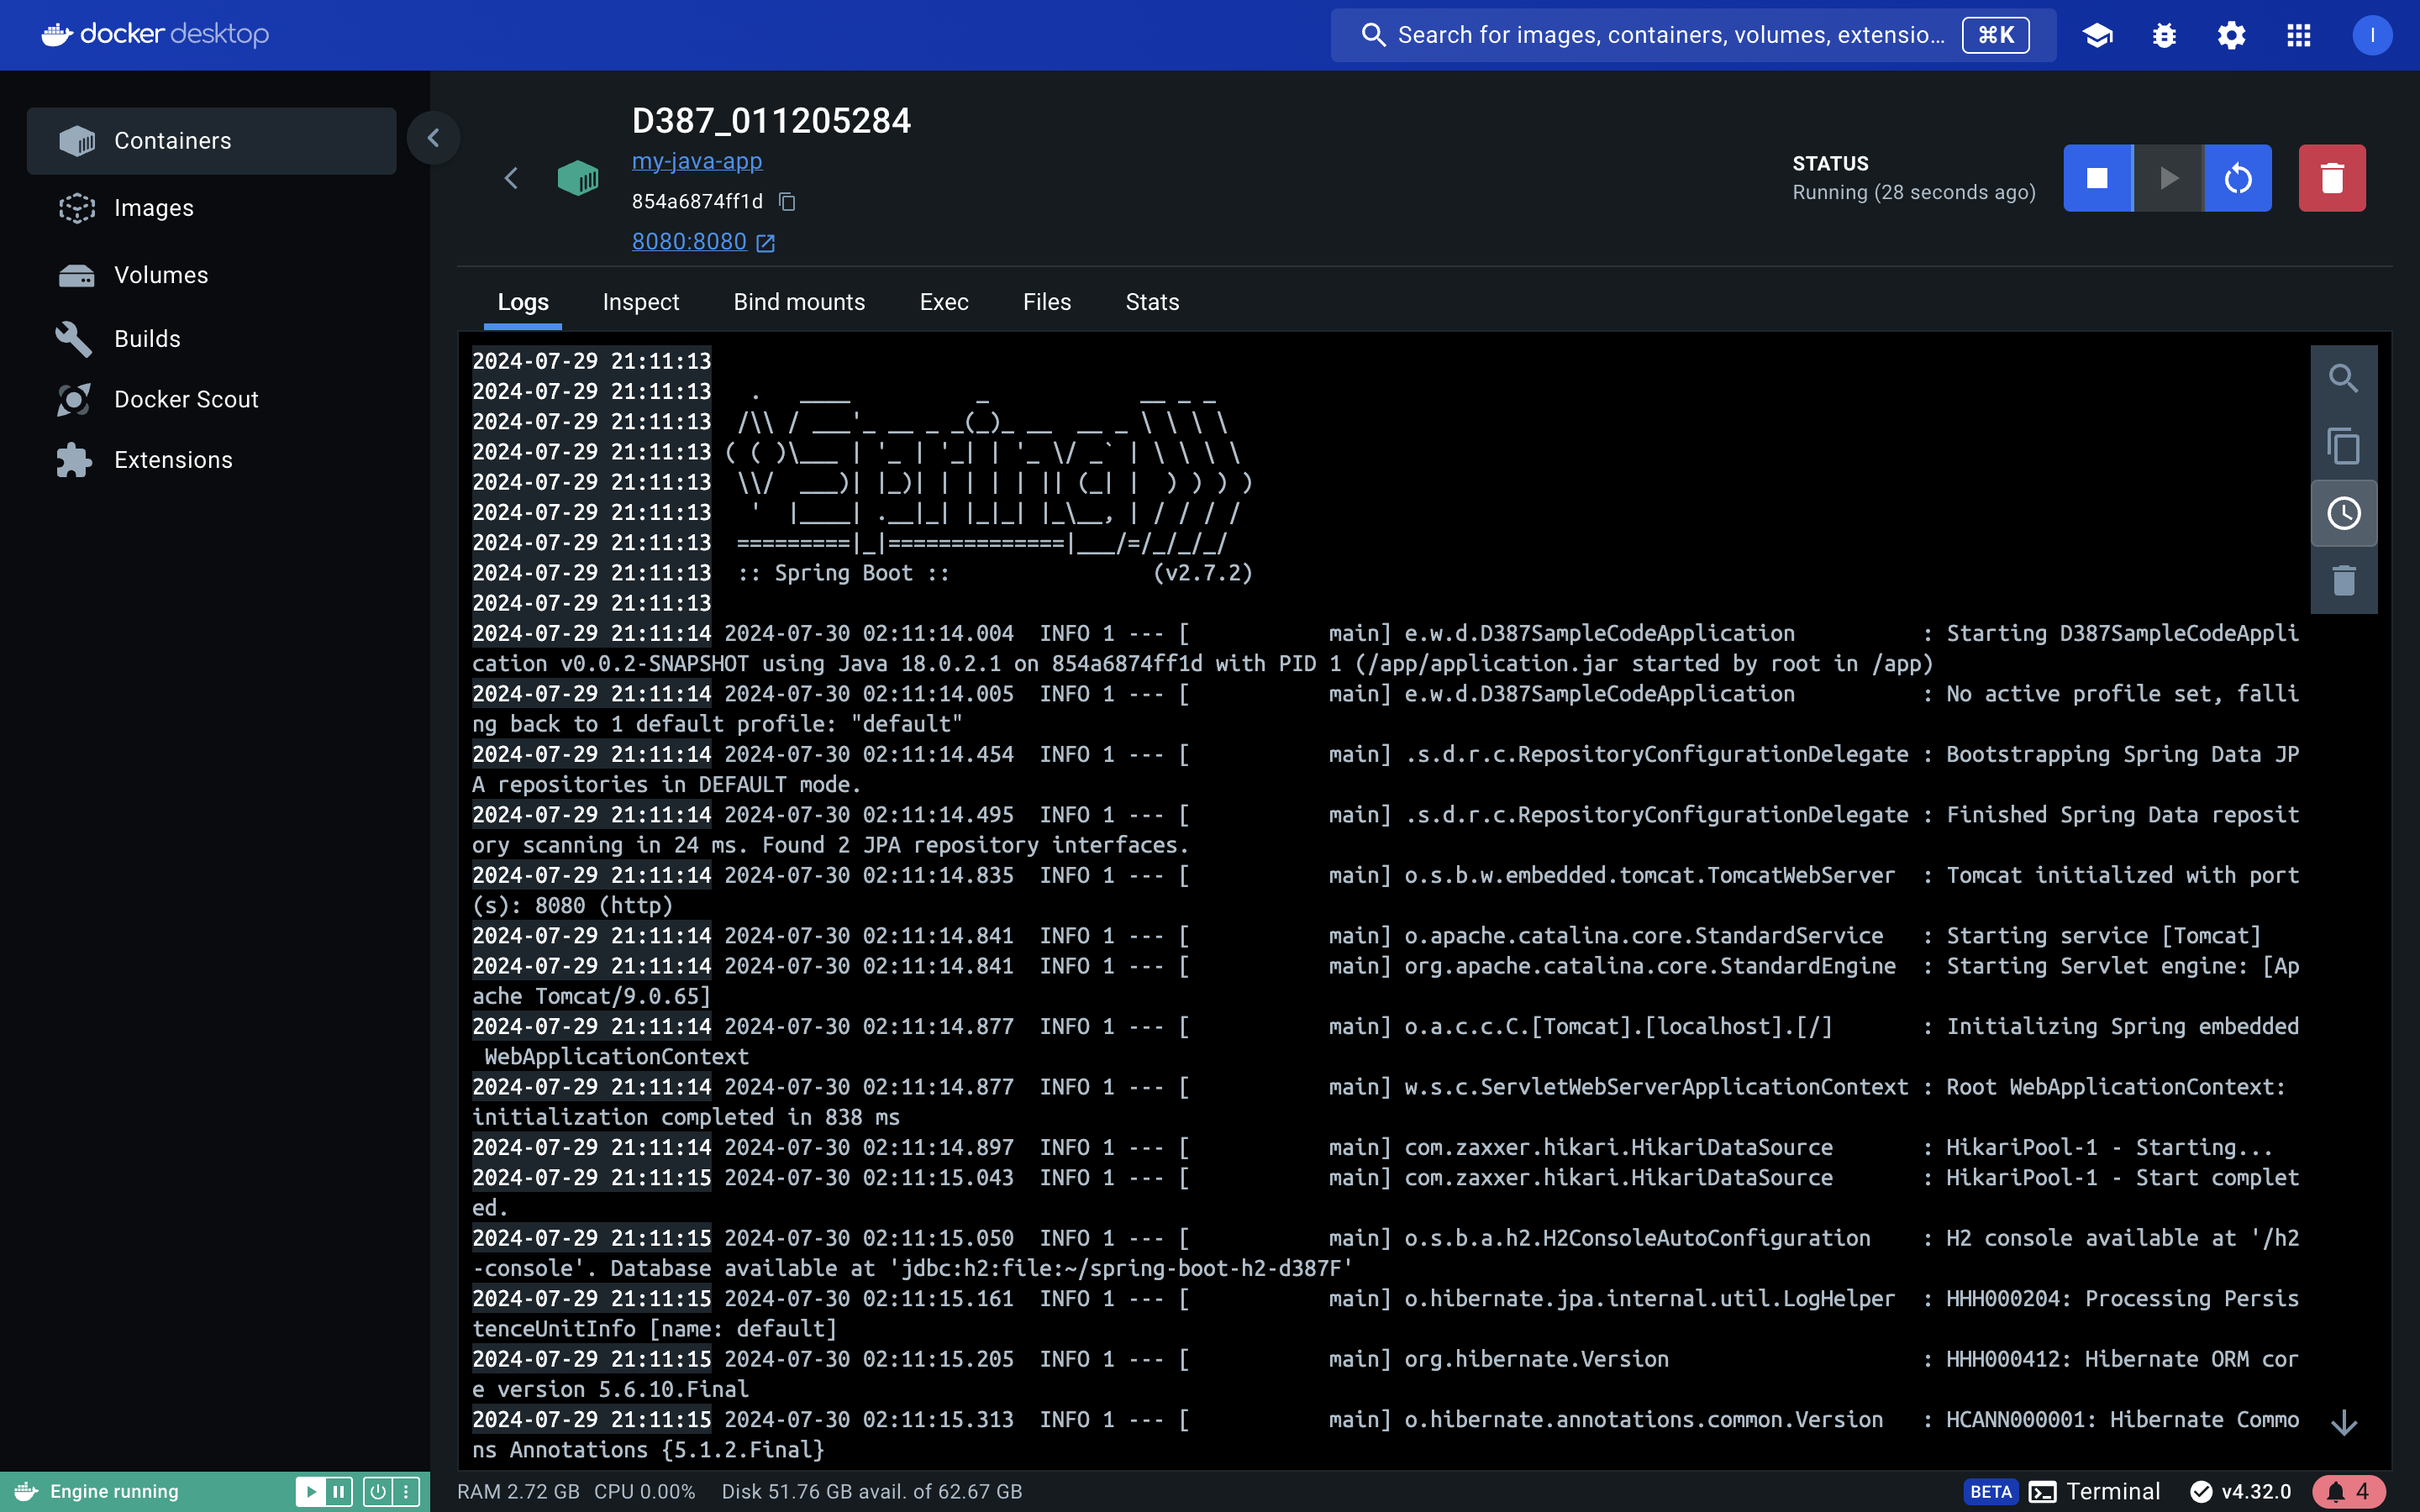 docker desktop
Search for images, containers, volumes, extensio... ⌘K
I
Containers
Images
Volumes
Builds
Docker Scout
Extensions
D387_011205284
my-java-app
854a6874ff1d
8080:8080
STATUS
Running (28 seconds ago)
Logs Inspect Bind mounts Exec Files Stats
2024-07-29 21:11:13
2024-07-29 21:11:13   .   ____          _            __ _ _
2024-07-29 21:11:13  /\\ / ___'_ __ _ _(_)_ __  __ _ \ \ \ \
2024-07-29 21:11:13 ( ( )\___ | '_ | '_| | '_ \/ _` | \ \ \ \
2024-07-29 21:11:13  \\/  ___)| |_)| | | | | || (_| |  ) ) ) )
2024-07-29 21:11:13   '  |____| .__|_| |_|_| |_\__, | / / / /
2024-07-29 21:11:13  =========|_|==============|___/=/_/_/_/
2024-07-29 21:11:13  :: Spring Boot ::                (v2.7.2)
2024-07-29 21:11:13
2024-07-29 21:11:14 2024-07-30 02:11:14.004  INFO 1 --- [           main] e.w.d.D387SampleCodeApplication          : Starting D387SampleCodeAppli
cation v0.0.2-SNAPSHOT using Java 18.0.2.1 on 854a6874ff1d with PID 1 (/app/application.jar started by root in /app)
2024-07-29 21:11:14 2024-07-30 02:11:14.005  INFO 1 --- [           main] e.w.d.D387SampleCodeApplication          : No active profile set, falli
ng back to 1 default profile: "default"
2024-07-29 21:11:14 2024-07-30 02:11:14.454  INFO 1 --- [           main] .s.d.r.c.RepositoryConfigurationDelegate : Bootstrapping Spring Data JP
A repositories in DEFAULT mode.
2024-07-29 21:11:14 2024-07-30 02:11:14.495  INFO 1 --- [           main] .s.d.r.c.RepositoryConfigurationDelegate : Finished Spring Data reposit
ory scanning in 24 ms. Found 2 JPA repository interfaces.
2024-07-29 21:11:14 2024-07-30 02:11:14.835  INFO 1 --- [           main] o.s.b.w.embedded.tomcat.TomcatWebServer  : Tomcat initialized with port
(s): 8080 (http)
2024-07-29 21:11:14 2024-07-30 02:11:14.841  INFO 1 --- [           main] o.apache.catalina.core.StandardService   : Starting service [Tomcat]
2024-07-29 21:11:14 2024-07-30 02:11:14.841  INFO 1 --- [           main] org.apache.catalina.core.StandardEngine  : Starting Servlet engine: [Ap
ache Tomcat/9.0.65]
2024-07-29 21:11:14 2024-07-30 02:11:14.877  INFO 1 --- [           main] o.a.c.c.C.[Tomcat].[localhost].[/]       : Initializing Spring embedded
 WebApplicationContext
2024-07-29 21:11:14 2024-07-30 02:11:14.877  INFO 1 --- [           main] w.s.c.ServletWebServerApplicationContext : Root WebApplicationContext:
initialization completed in 838 ms
2024-07-29 21:11:14 2024-07-30 02:11:14.897  INFO 1 --- [           main] com.zaxxer.hikari.HikariDataSource       : HikariPool-1 - Starting...
2024-07-29 21:11:15 2024-07-30 02:11:15.043  INFO 1 --- [           main] com.zaxxer.hikari.HikariDataSource       : HikariPool-1 - Start complet
ed.
2024-07-29 21:11:15 2024-07-30 02:11:15.050  INFO 1 --- [           main] o.s.b.a.h2.H2ConsoleAutoConfiguration    : H2 console available at '/h2
-console'. Database available at 'jdbc:h2:file:~/spring-boot-h2-d387F'
2024-07-29 21:11:15 2024-07-30 02:11:15.161  INFO 1 --- [           main] o.hibernate.jpa.internal.util.LogHelper  : HHH000204: Processing Persis
tenceUnitInfo [name: default]
2024-07-29 21:11:15 2024-07-30 02:11:15.205  INFO 1 --- [           main] org.hibernate.Version                    : HHH000412: Hibernate ORM cor
e version 5.6.10.Final
2024-07-29 21:11:15 2024-07-30 02:11:15.313  INFO 1 --- [           main] o.hibernate.annotations.common.Version   : HCANN000001: Hibernate Commo
ns Annotations {5.1.2.Final}
Engine running
RAM 2.72 GB CPU 0.00% Disk 51.76 GB avail. of 62.67 GB
BETA Terminal v4.32.0 4